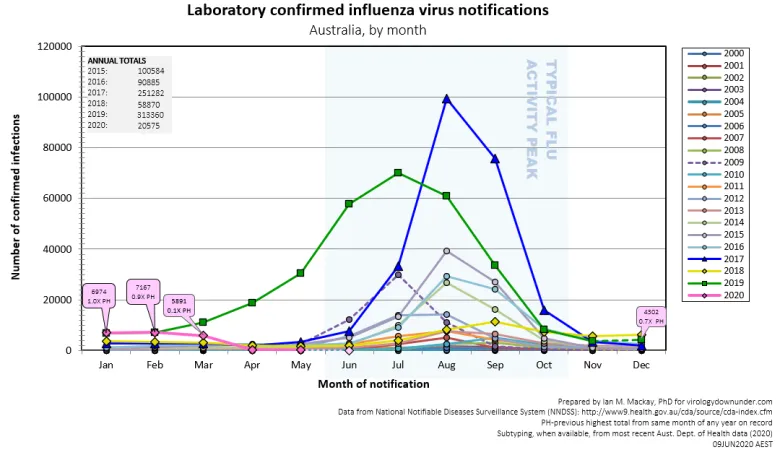 Laboratory confirmed influenza virus notifications
Australia, by month
120000
100000
80000
60000
40000
20000
0
Number of confirmed infections
ANNUAL TOTALS
2015: 100584
2016: 90885
2017: 251282
2018: 58870
2019: 313360
2020: 20575
TYPICAL FLU
ACTIVITY PEAK
6974
1.0X PH
7167
0.9X PH
5891
0.1X PH
4502
0.7X PH
Jan Feb Mar Apr May Jun Jul Aug Sep Oct Nov Dec
Month of notification
2000
2001
2002
2003
2004
2005
2006
2007
2008
2009
2010
2011
2012
2013
2014
2015
2016
2017
2018
2019
2020
Prepared by Ian M. Mackay, PhD for virologydownunder.com
Data from National Notifiable Diseases Surveillance System (NNDSS): http://www9.health.gov.au/cda/source/cda-index.cfm
PH-previous highest total from same month of any year on record
Subtyping, when available, from most recent Aust. Dept. of Health data (2020)
09JUN2020 AEST